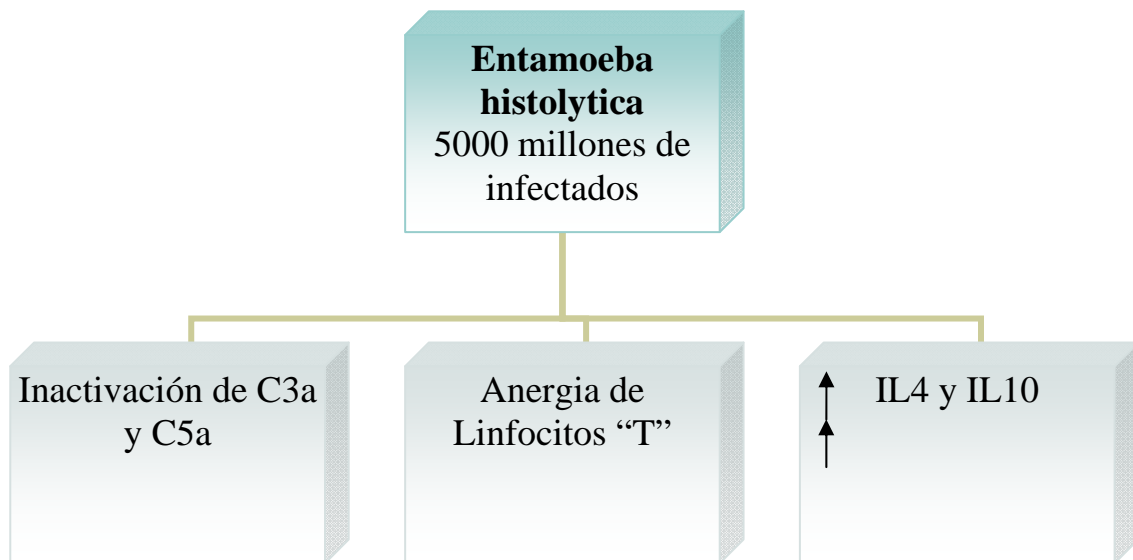 Entamoeba
histolytica
5000 millones de
infectados
Inactivación de C3a
y C5a
Anergia de
Linfocitos “T”
IL4 y IL10